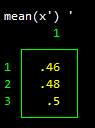 mean(x') '
1
1 .46
2 .48
3 .5